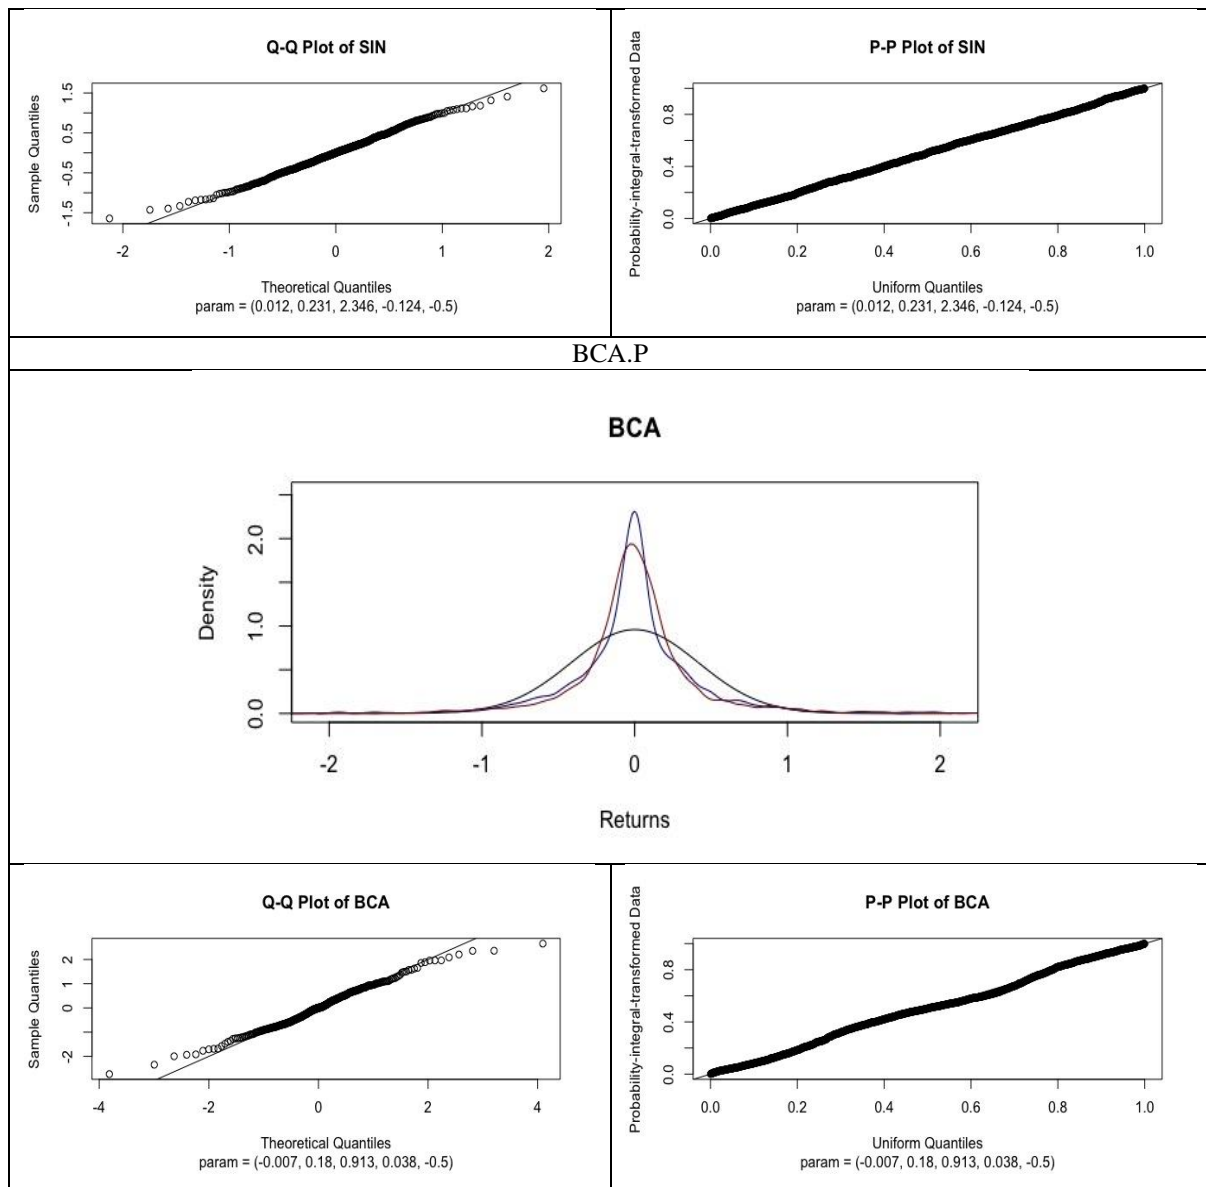 Q-Q Plot of SIN
Sample Quantiles
1.5
0.5
-0.5
-1.5
-2 -1 0 1 2
Theoretical Quantiles
param = (0.012, 0.231, 2.346, -0.124, -0.5)
P-P Plot of SIN
Probability-integral-transformed Data
0.8
0.4
0.0
0.0 0.2 0.4 0.6 0.8 1.0
Uniform Quantiles
param = (0.012, 0.231, 2.346, -0.124, -0.5)
BCA.P
BCA
Density
2.0
1.0
0.0
-2 -1 0 1 2
Returns
Q-Q Plot of BCA
Sample Quantiles
2
1
0
-2
-4 -2 0 2 4
Theoretical Quantiles
param = (-0.007, 0.18, 0.913, 0.038, -0.5)
P-P Plot of BCA
Probability-integral-transformed Data
0.8
0.4
0.0
0.0 0.2 0.4 0.6 0.8 1.0
Uniform Quantiles
param = (-0.007, 0.18, 0.913, 0.038, -0.5)